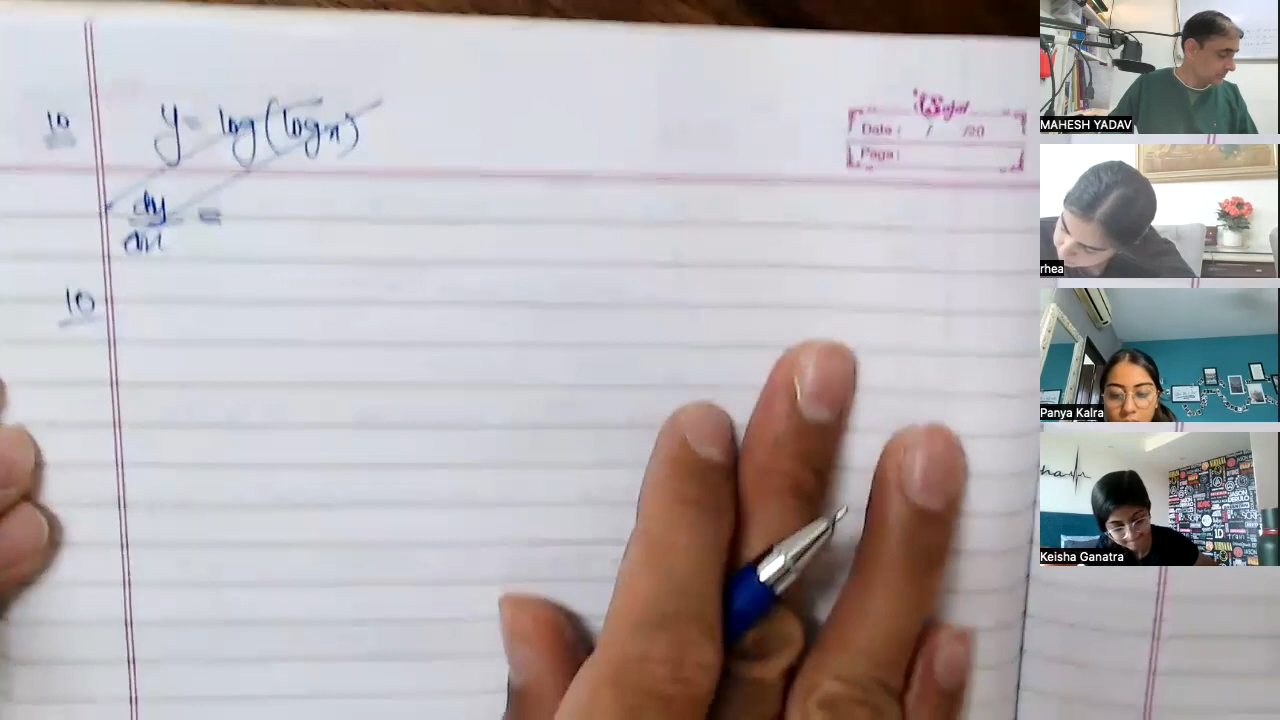 10 y = log(log x)
dy/dx =
10
Date : / /20
Page :
MAHESH YADAV
rhea
Panya Kalra
Keisha Ganatra